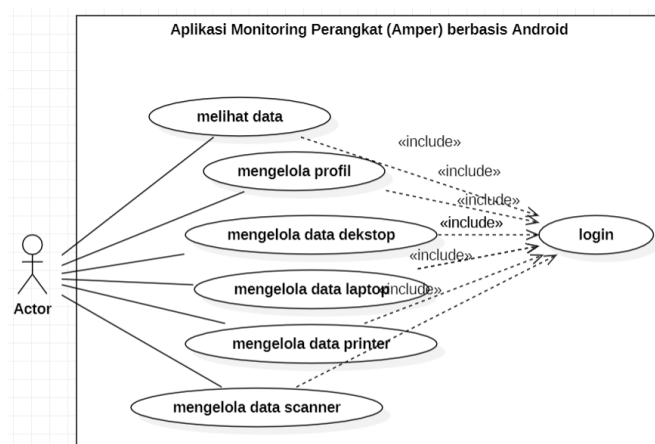 Aplikasi Monitoring Perangkat (Amper) berbasis Android
melihat data
«include»
mengelola profil
«include»
«include»
«include»
mengelola data dekstop
login
«include»
mengelola data laptop
«include»
Actor
mengelola data printer
mengelola data scanner